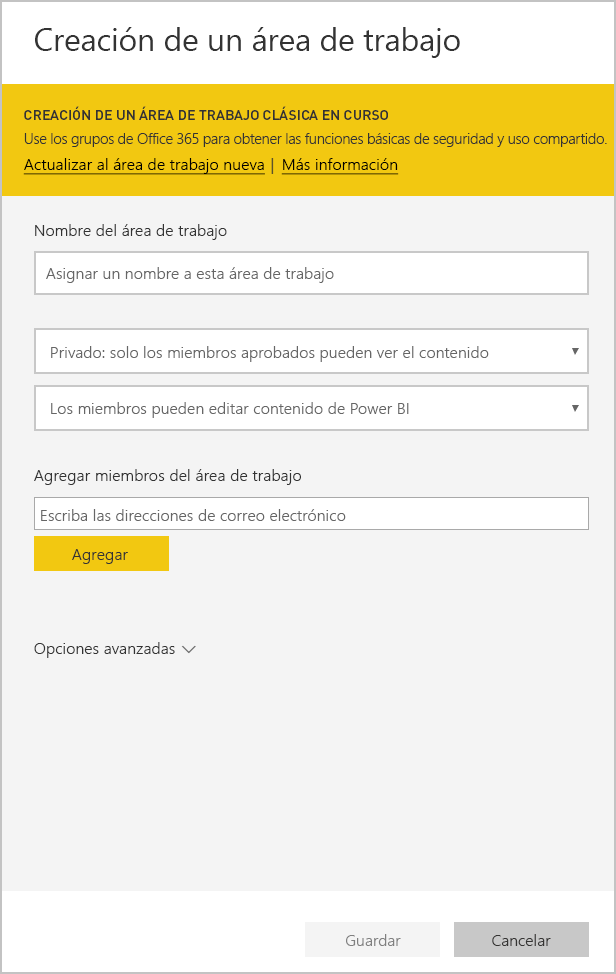 Creación de un área de trabajo
CREACIÓN DE UN ÁREA DE TRABAJO CLÁSICA EN CURSO
Use los grupos de Office 365 para obtener las funciones básicas de seguridad y uso compartido.
Actualizar al área de trabajo nueva | Más información
Nombre del área de trabajo
Asignar un nombre a esta área de trabajo
Privado: solo los miembros aprobados pueden ver el contenido
Los miembros pueden editar contenido de Power BI
Agregar miembros del área de trabajo
Escriba las direcciones de correo electrónico
Agregar
Opciones avanzadas
Guardar Cancelar